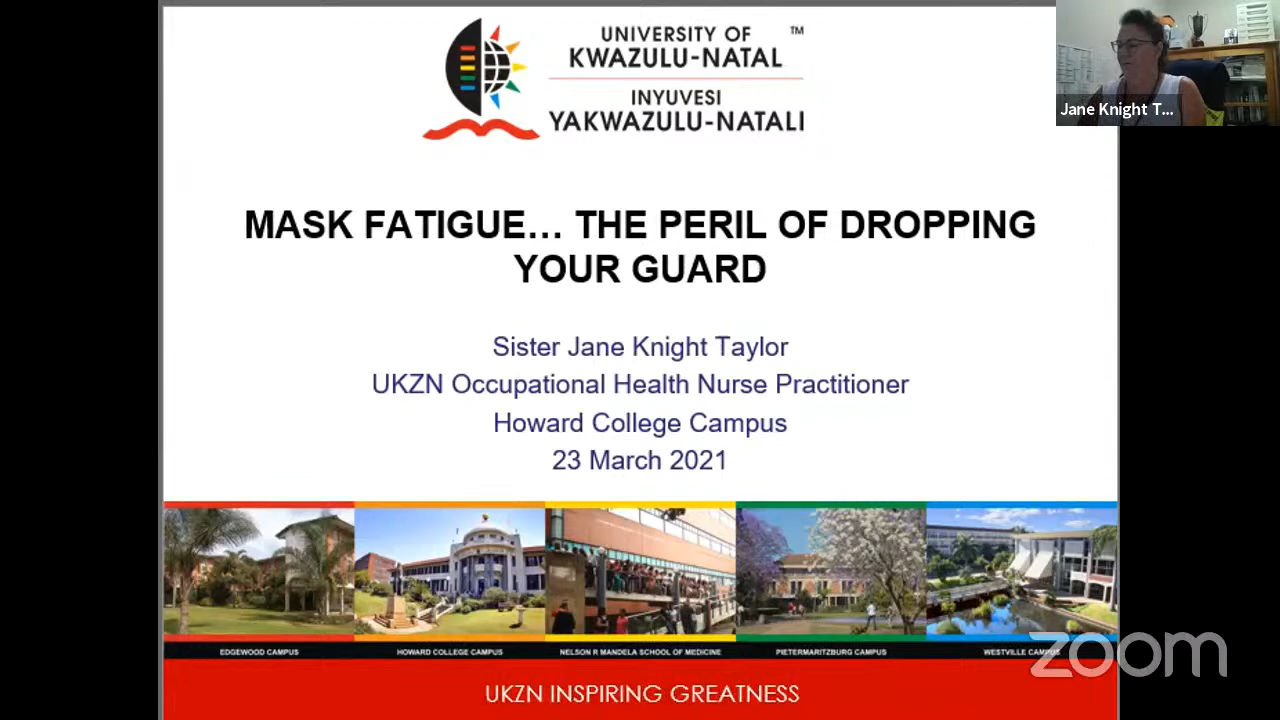 UNIVERSITY OF ™
KWAZULU-NATAL
INYUVESI
YAKWAZULU-NATALI
Jane Knight T...
MASK FATIGUE... THE PERIL OF DROPPING
YOUR GUARD
Sister Jane Knight Taylor
UKZN Occupational Health Nurse Practitioner
Howard College Campus
23 March 2021
EDGEWOOD CAMPUS
HOWARD COLLEGE CAMPUS
NELSON R MANDELA SCHOOL OF MEDICINE
PIETERMARITZBURG CAMPUS
WESTVILLE CAMPUS
zoom
UKZN INSPIRING GREATNESS